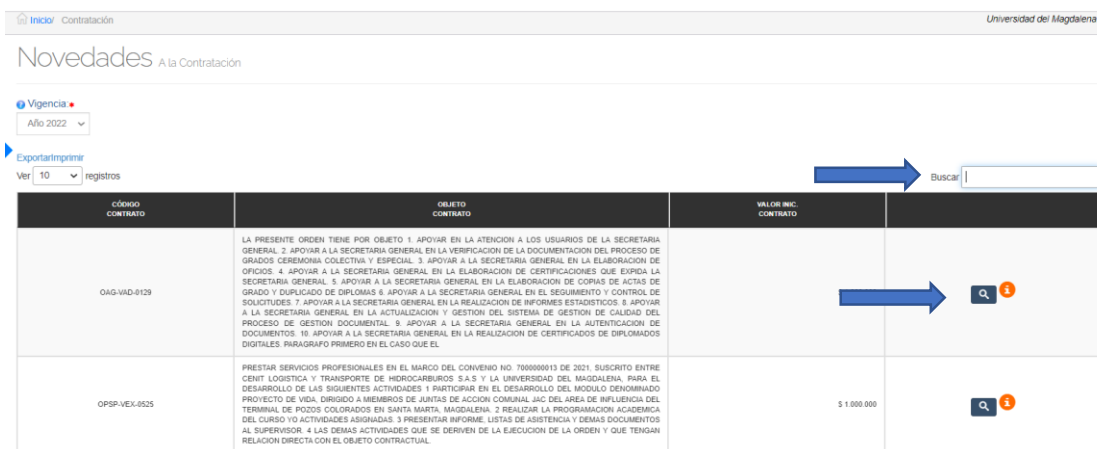 Inicio/ Contratación
Universidad del Magdalena
Novedades A la Contratación
Vigencia:
Año 2022
ExportarImprimir
Ver 10 registros
Buscar
CÓDIGO CONTRATO
OBJETO CONTRATO
VALOR INIC. CONTRATO
OAG-VAD-0129
LA PRESENTE ORDEN TIENE POR OBJETO 1. APOYAR EN LA ATENCION A LOS USUARIOS DE LA SECRETARIA
GENERAL. 2. APOYAR A LA SECRETARIA GENERAL EN LA VERIFICACION DE LA DOCUMENTACION DEL PROCESO DE
GRADOS CEREMONIA COLECTIVA Y ESPECIAL. 3. APOYAR A LA SECRETARIA GENERAL EN LA ELABORACION DE
OFICIOS. 4. APOYAR A LA SECRETARIA GENERAL EN LA ELABORACION DE CERTIFICACIONES QUE EXPIDA LA
SECRETARIA GENERAL. 5. APOYAR A LA SECRETARIA GENERAL EN LA ELABORACION DE COPIAS DE ACTAS DE
GRADO Y DUPLICADO DE DIPLOMAS 6. APOYAR A LA SECRETARIA GENERAL EN EL SEGUIMIENTO Y CONTROL DE
SOLICITUDES. 7. APOYAR A LA SECRETARIA GENERAL EN LA REALIZACION DE INFORMES ESTADISTICOS. 8. APOYAR
A LA SECRETARIA GENERAL EN LA ACTUALIZACION Y GESTION DEL SISTEMA DE GESTION DE CALIDAD DEL
PROCESO DE GESTION DOCUMENTAL. 9. APOYAR A LA SECRETARIA GENERAL EN LA AUTENTICACION DE
DOCUMENTOS. 10. APOYAR A LA SECRETARIA GENERAL EN LA REALIZACION DE CERTIFICADOS DE DIPLOMADOS
DIGITALES. PARAGRAFO PRIMERO EN EL CASO QUE EL
OPSP-VEX-0525
PRESTAR SERVICIOS PROFESIONALES EN EL MARCO DEL CONVENIO NO. 7000000013 DE 2021, SUSCRITO ENTRE
CENIT LOGISTICA Y TRANSPORTE DE HIDROCARBUROS S.A.S Y LA UNIVERSIDAD DEL MAGDALENA, PARA EL
DESARROLLO DE LAS SIGUIENTES ACTIVIDADES 1 PARTICIPAR EN EL DESARROLLO DEL MODULO DENOMINADO
PROYECTO DE VIDA, DIRIGIDO A MIEMBROS DE JUNTAS DE ACCION COMUNAL JAC DEL AREA DE INFLUENCIA DEL
TERMINAL DE POZOS COLORADOS EN SANTA MARTA, MAGDALENA. 2 REALIZAR LA PROGRAMACION ACADEMICA
DEL CURSO YO ACTIVIDADES ASIGNADAS. 3 PRESENTAR INFORME, LISTAS DE ASISTENCIA Y DEMAS DOCUMENTOS
AL SUPERVISOR. 4 LAS DEMAS ACTIVIDADES QUE SE DERIVEN DE LA EJECUCION DE LA ORDEN Y QUE TENGAN
RELACION DIRECTA CON EL OBJETO CONTRACTUAL.
$ 1.000.000